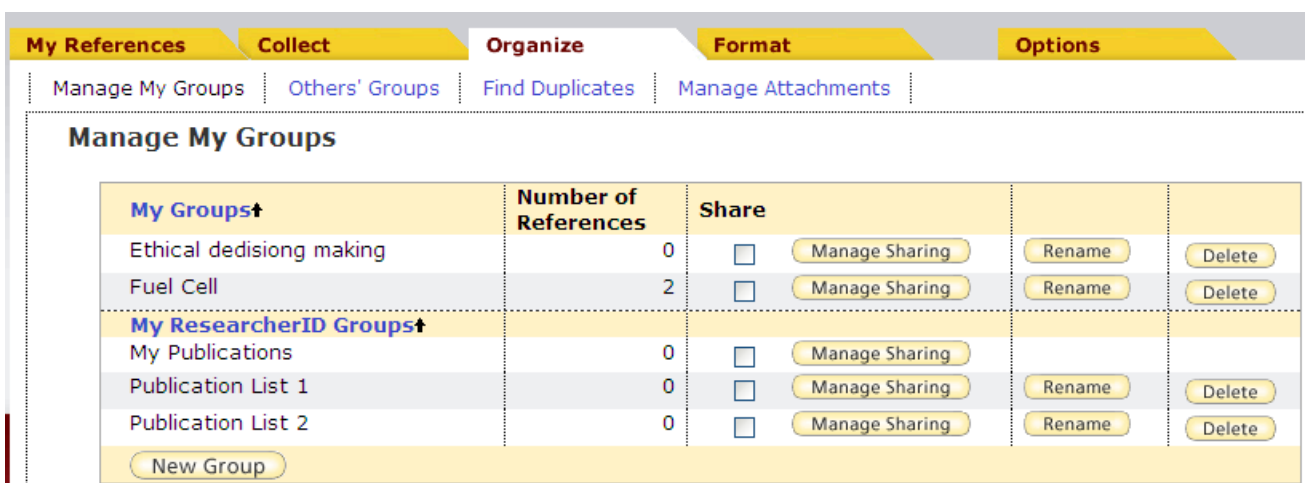 My References Collect Organize Format Options
Manage My Groups Others' Groups Find Duplicates Manage Attachments
Manage My Groups
My Groups Number of References Share
Ethical dedisiong making 0 Manage Sharing Rename Delete
Fuel Cell 2 Manage Sharing Rename Delete
My ResearcherID Groups
My Publications 0 Manage Sharing
Publication List 1 0 Manage Sharing Rename Delete
Publication List 2 0 Manage Sharing Rename Delete
New Group